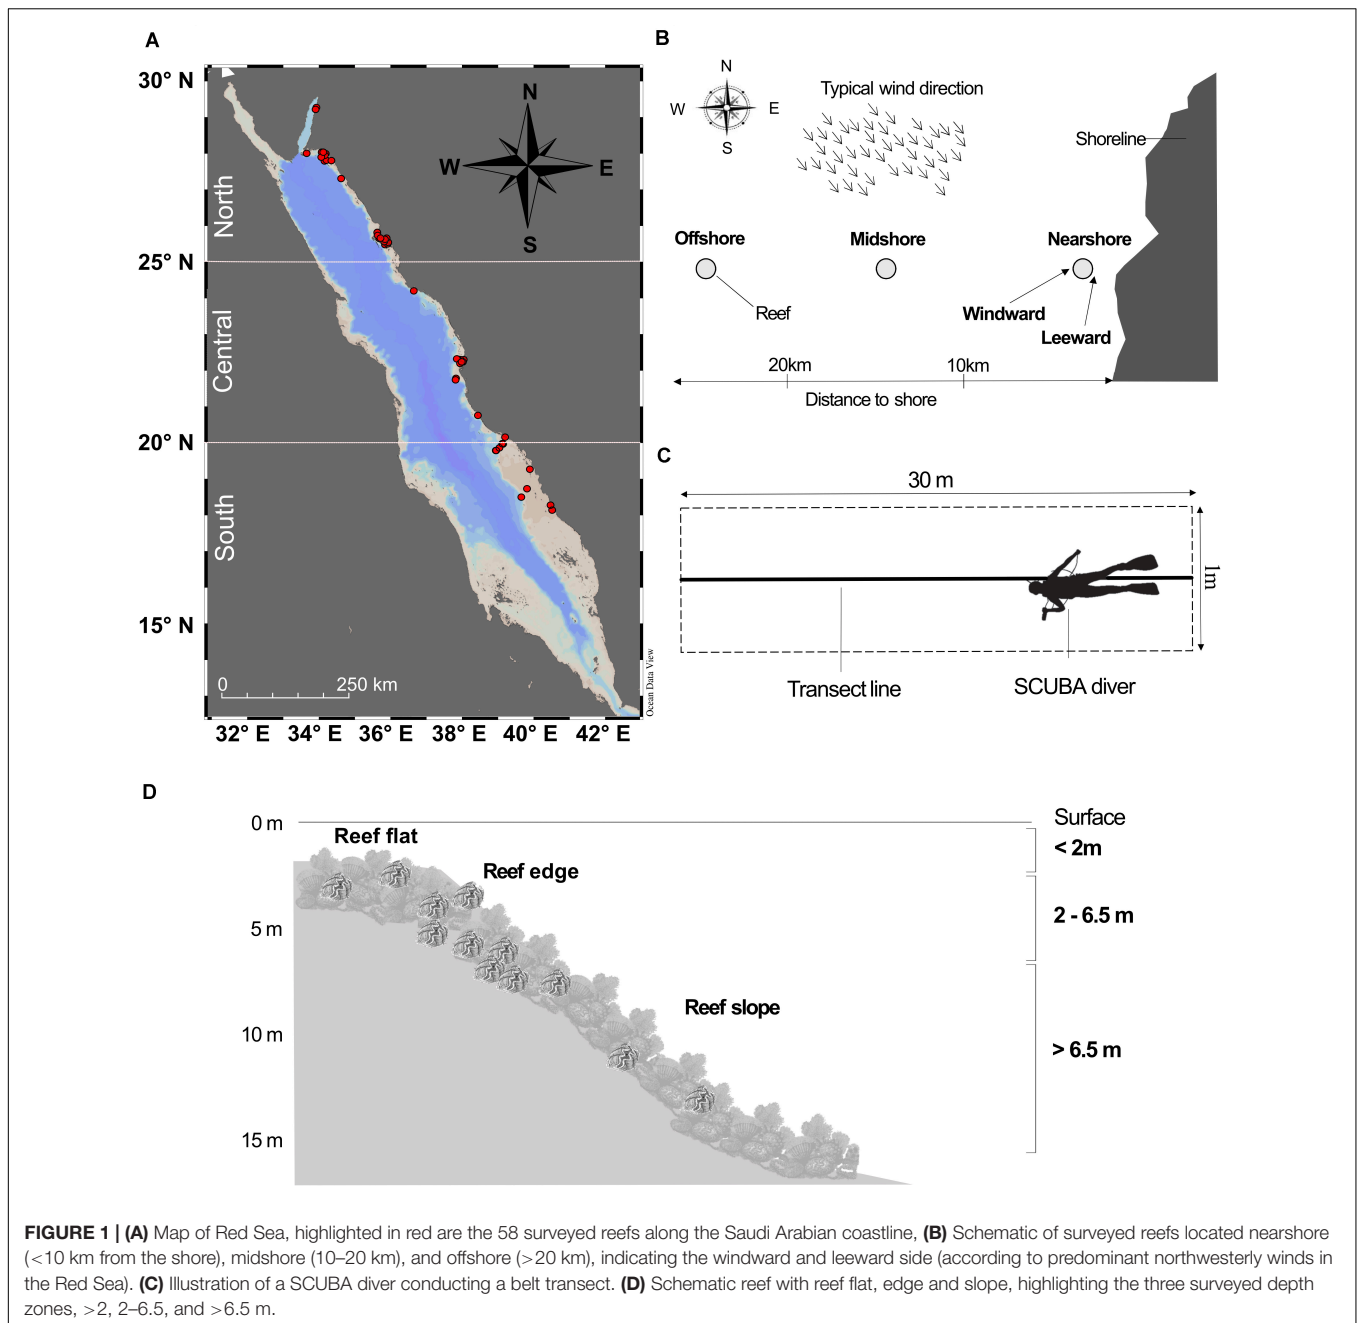 A
30° N
25° N
20° N
15° N
North
Central
South
N
W
E
S
0
250 km
Ocean Data View
32° E 34° E 36° E 38° E 40° E 42° E
B
N
W
E
S
Typical wind direction
Shoreline
Offshore
Midshore
Nearshore
Reef
Windward
Leeward
20km
10km
Distance to shore
C
30 m
1m
Transect line
SCUBA diver
D
0 m
5 m
10 m
15 m
Reef flat
Reef edge
Reef slope
Surface
< 2m
2 - 6.5 m
> 6.5 m
FIGURE 1 | (A) Map of Red Sea, highlighted in red are the 58 surveyed reefs along the Saudi Arabian coastline, (B) Schematic of surveyed reefs located nearshore
(<10 km from the shore), midshore (10–20 km), and offshore (>20 km), indicating the windward and leeward side (according to predominant northwesterly winds in
the Red Sea). (C) Illustration of a SCUBA diver conducting a belt transect. (D) Schematic reef with reef flat, edge and slope, highlighting the three surveyed depth
zones, >2, 2–6.5, and >6.5 m.